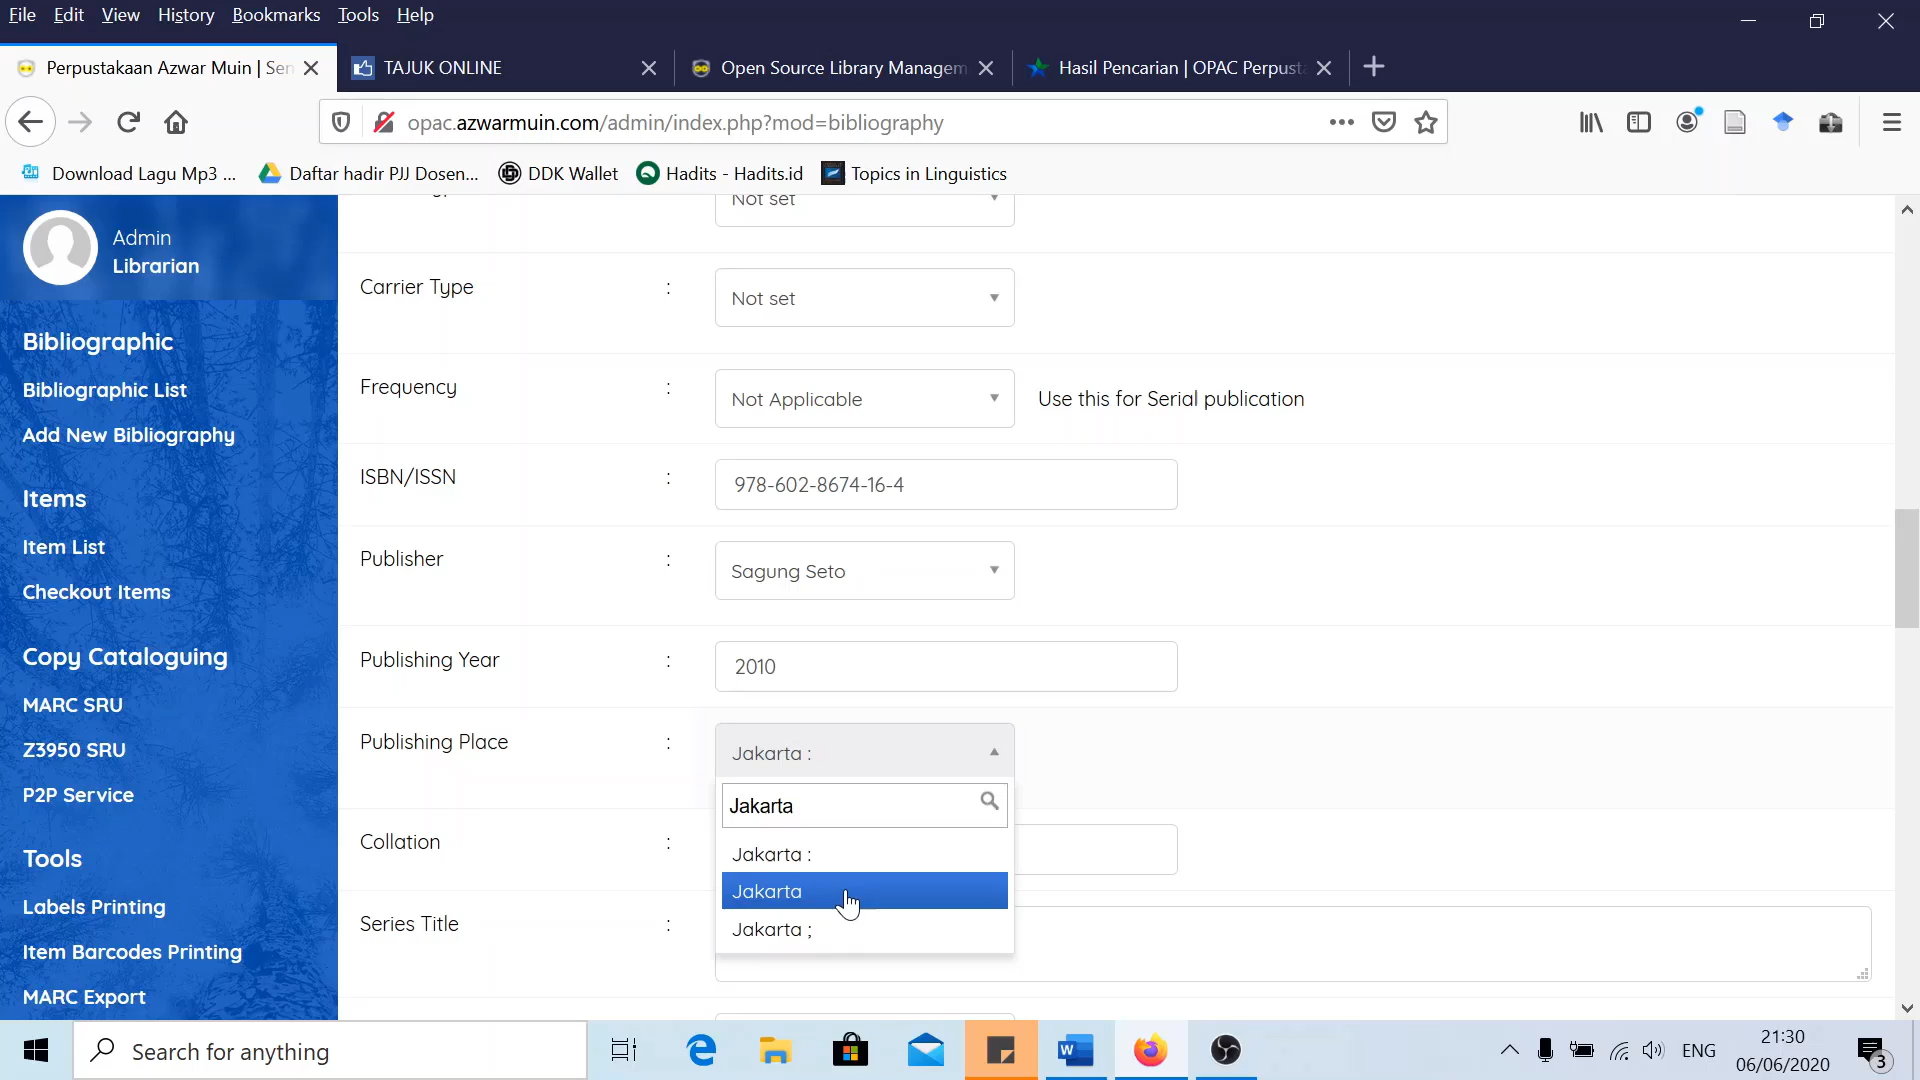 File Edit View History Bookmarks Tools Help
Perpustakaan Azwar Muin | Sen
TAJUK ONLINE
Open Source Library Managem
Hasil Pencarian | OPAC Perpusta
opac.azwarmuin.com/admin/index.php?mod=bibliography
Download Lagu Mp3 ...
Daftar hadir PJJ Dosen...
DDK Wallet
Hadits - Hadits.id
Topics in Linguistics
Admin
Librarian
Bibliographic
Bibliographic List
Add New Bibliography
Items
Item List
Checkout Items
Copy Cataloguing
MARC SRU
Z3950 SRU
P2P Service
Tools
Labels Printing
Item Barcodes Printing
MARC Export
Not set
Carrier Type : Not set
Frequency : Not Applicable Use this for Serial publication
ISBN/ISSN : 978-602-8674-16-4
Publisher : Sagung Seto
Publishing Year : 2010
Publishing Place : Jakarta :
Jakarta
Jakarta :
Jakarta
Jakarta ;
Collation :
Series Title :
Search for anything
ENG
21:30
06/06/2020
3